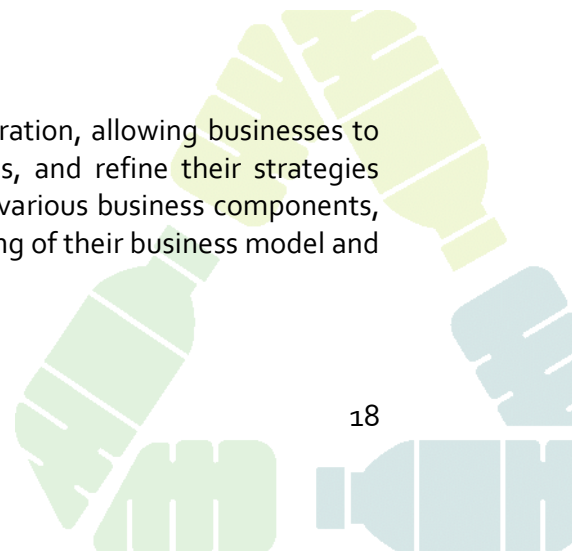 ration, allowing businesses to
s, and refine their strategies
various business components,
ng of their business model and
18